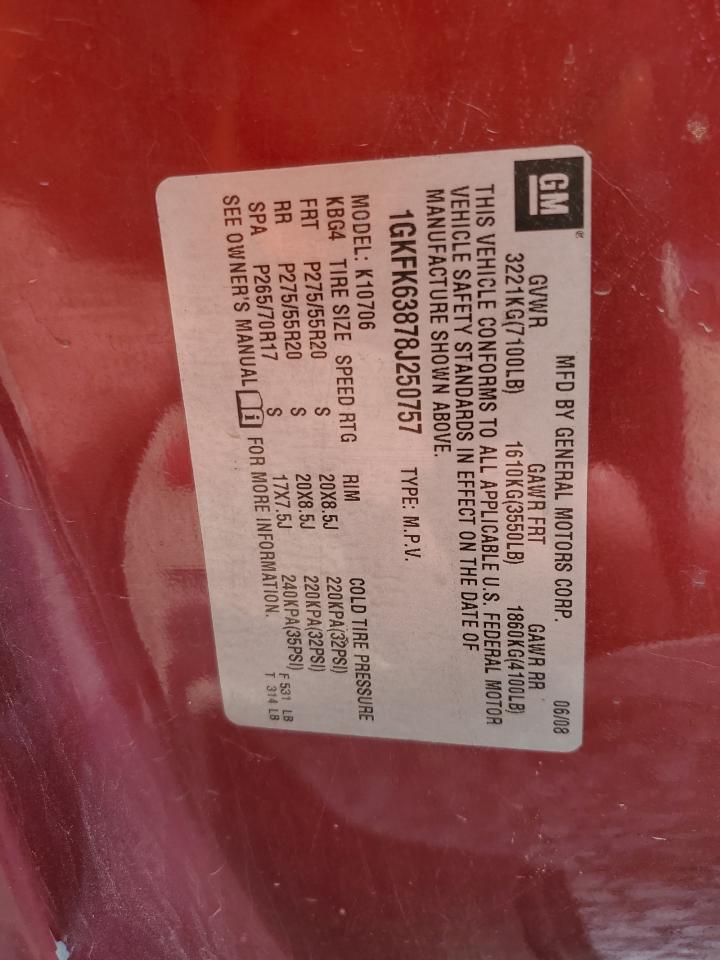 GM®
MFD BY GENERAL MOTORS CORP. 06/08
GVWR GAWR FRT GAWR RR
3221KG(7100LB) 1610KG(3550LB) 1860KG(4100LB)
THIS VEHICLE CONFORMS TO ALL APPLICABLE U.S. FEDERAL MOTOR
VEHICLE SAFETY STANDARDS IN EFFECT ON THE DATE OF
MANUFACTURE SHOWN ABOVE.
1GKFK63878J250757 TYPE: M.P.V.
MODEL: K10706
KBG4 TIRE SIZE SPEED RTG RIM COLD TIRE PRESSURE
FRT P275/55R20 S 20X8.5J 220KPA(32PSI)
RR P275/55R20 S 20X8.5J 220KPA(32PSI)
SPA P265/70R17 S 17X7.5J 240KPA(35PSI)
SEE OWNER'S MANUAL i FOR MORE INFORMATION.
F 531 LB
T 314 LB